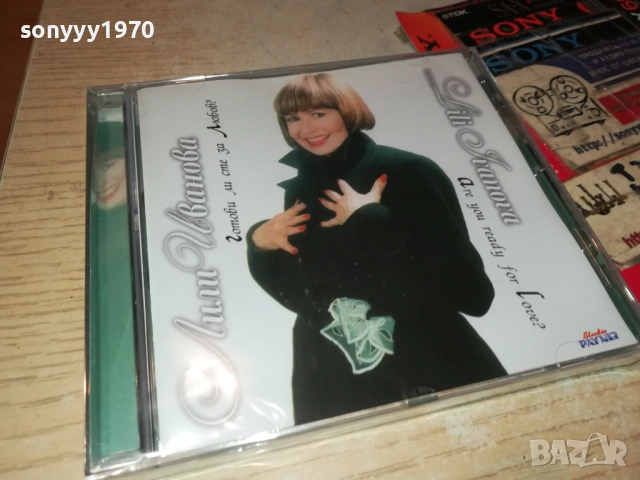 sonyyy1970
Лили Иванова
Готови ли сте за Любов?
Lili Ivanova
Are you ready for Love?
Studio
PAYNER
TDK
SONY
SONY
BAZAR